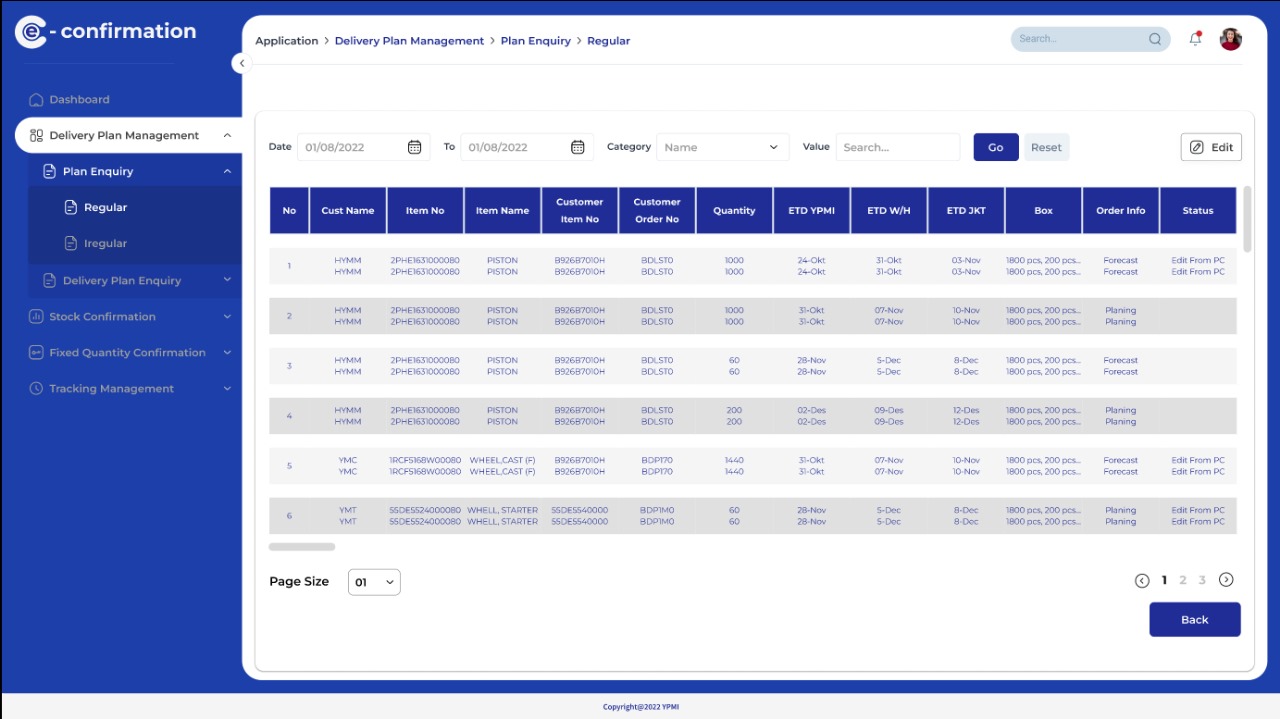 e - confirmation
Application > Delivery Plan Management > Plan Enquiry > Regular
Search...
Dashboard
Delivery Plan Management
Plan Enquiry
Regular
Iregular
Delivery Plan Enquiry
Stock Confirmation
Fixed Quantity Confirmation
Tracking Management
Date 01/08/2022 To 01/08/2022 Category Name Value Search... Go Reset Edit
No Cust Name Item No Item Name Customer Item No Customer Order No Quantity ETD YPMI ETD W/H ETD JKT Box Order Info Status
1 HYMM 2PHE1631000080 PISTON B926B7010H BDLST0 1000 24-Okt 31-Okt 03-Nov 1800 pcs, 200 pcs... Forecast Edit From PC
HYMM 2PHE1631000080 PISTON B926B7010H BDLST0 1000 24-Okt 31-Okt 03-Nov 1800 pcs, 200 pcs... Forecast Edit From PC
2 HYMM 2PHE1631000080 PISTON B926B7010H BDLST0 1000 31-Okt 07-Nov 10-Nov 1800 pcs, 200 pcs... Planing
HYMM 2PHE1631000080 PISTON B926B7010H BDLST0 1000 31-Okt 07-Nov 10-Nov 1800 pcs, 200 pcs... Planing
3 HYMM 2PHE1631000080 PISTON B926B7010H BDLST0 60 28-Nov 5-Dec 8-Dec 1800 pcs, 200 pcs... Forecast
HYMM 2PHE1631000080 PISTON B926B7010H BDLST0 60 28-Nov 5-Dec 8-Dec 1800 pcs, 200 pcs... Forecast
4 HYMM 2PHE1631000080 PISTON B926B7010H BDLST0 200 02-Des 09-Des 12-Des 1800 pcs, 200 pcs... Planing
HYMM 2PHE1631000080 PISTON B926B7010H BDLST0 200 02-Des 09-Des 12-Des 1800 pcs, 200 pcs... Planing
5 YMC 1RCF5168W00080 WHEEL,CAST (F) B926B7010H BDP170 1440 31-Okt 07-Nov 10-Nov 1800 pcs, 200 pcs... Forecast Edit From PC
YMC 1RCF5168W00080 WHEEL,CAST (F) B926B7010H BDP170 1440 31-Okt 07-Nov 10-Nov 1800 pcs, 200 pcs... Forecast Edit From PC
6 YMT 55DE5524000080 WHELL, STARTER 55DE5540000 BDP1M0 60 28-Nov 5-Dec 8-Dec 1800 pcs, 200 pcs... Planing Edit From PC
YMT 55DE5524000080 WHELL, STARTER 55DE5540000 BDP1M0 60 28-Nov 5-Dec 8-Dec 1800 pcs, 200 pcs... Planing Edit From PC
Page Size 01
1 2 3
Back
Copyright@2022 YPMI